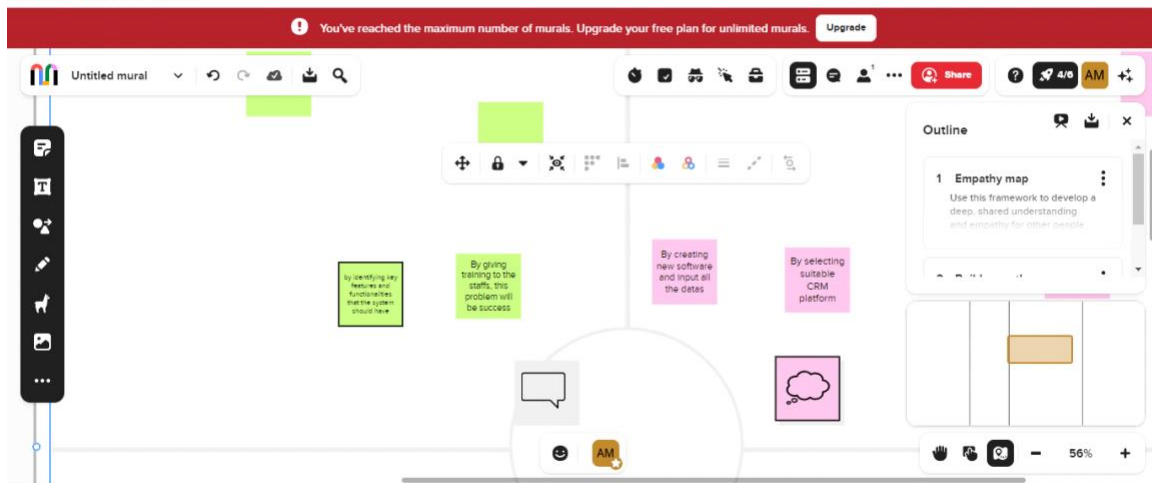 You've reached the maximum number of murals. Upgrade your free plan for unlimited murals. Upgrade
Untitled mural
1
Share
4/6
AM
Outline
1 Empathy map
Use this framework to develop a
deep, shared understanding
and empathy for other people
by identifying key
features and
functionalities
that the system
should have
By giving
training to the
staffs, this
problem will
be success
By creating
new software
and input all
the datas
By selecting
suitable
CRM
platform
AM
56%